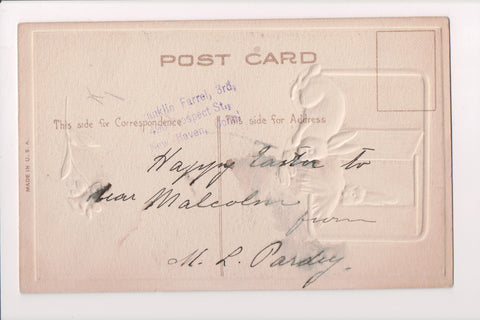 POST CARD
Franklin Farrel, 3rd,
Prospect St.,
New Haven, Conn.
This side for Correspondence
This side for Address
Happy Easter to
dear Malcolm
from
M. L. Pardey.
MADE IN U.S.A.